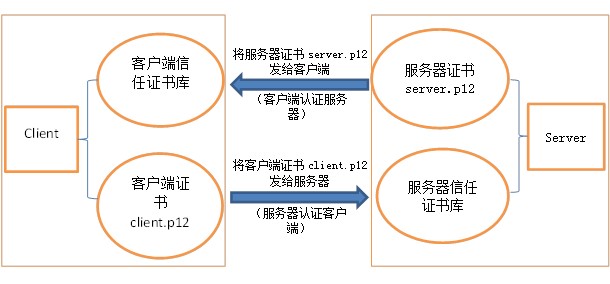 Client
客户端信
任证书库
客户端证
书
client.p12
将服务器证书 server.p12
发给客户端
（客户端认证服务
器）
将客户端证书 client.p12
发给服务器
（服务器认证客户
端）
服务器证书
server.p12
服务器信任
证书库
Server